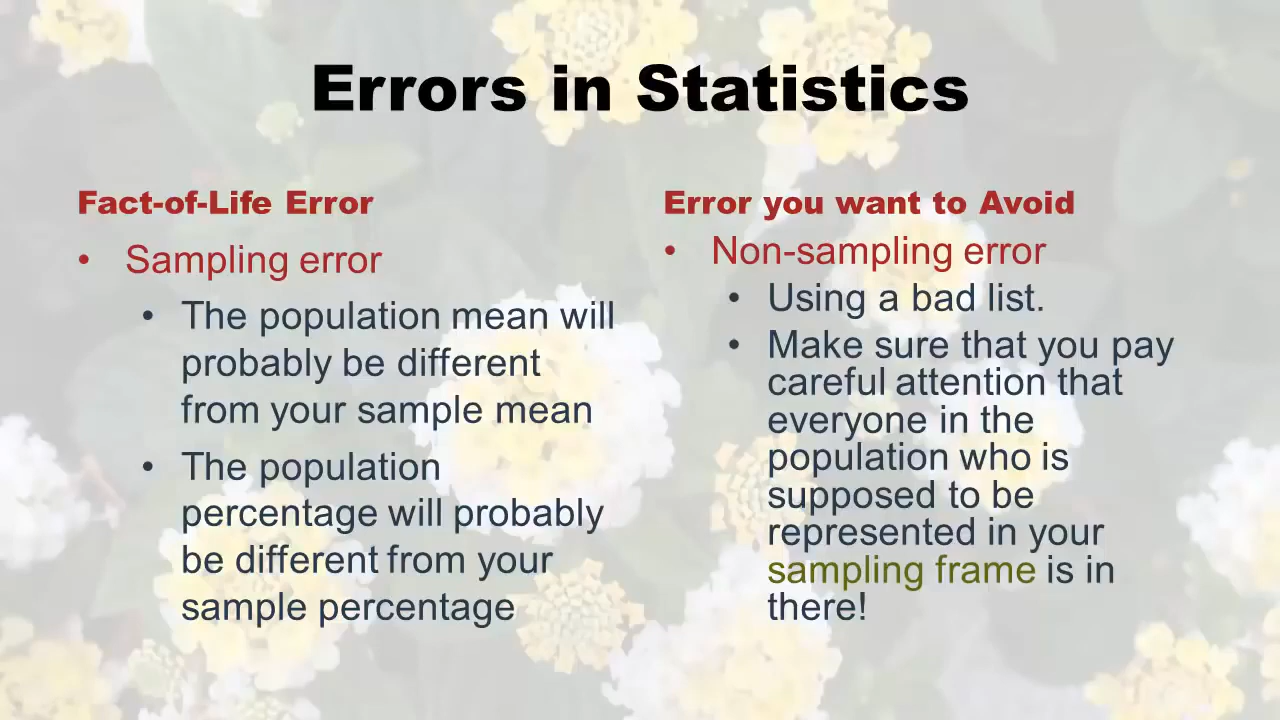 Errors in Statistics
Fact-of-Life Error
• Sampling error
• The population mean will
probably be different
from your sample mean
• The population
percentage will probably
be different from your
sample percentage
Error you want to Avoid
• Non-sampling error
• Using a bad list.
• Make sure that you pay
careful attention that
everyone in the
population who is
supposed to be
represented in your
sampling frame is in
there!